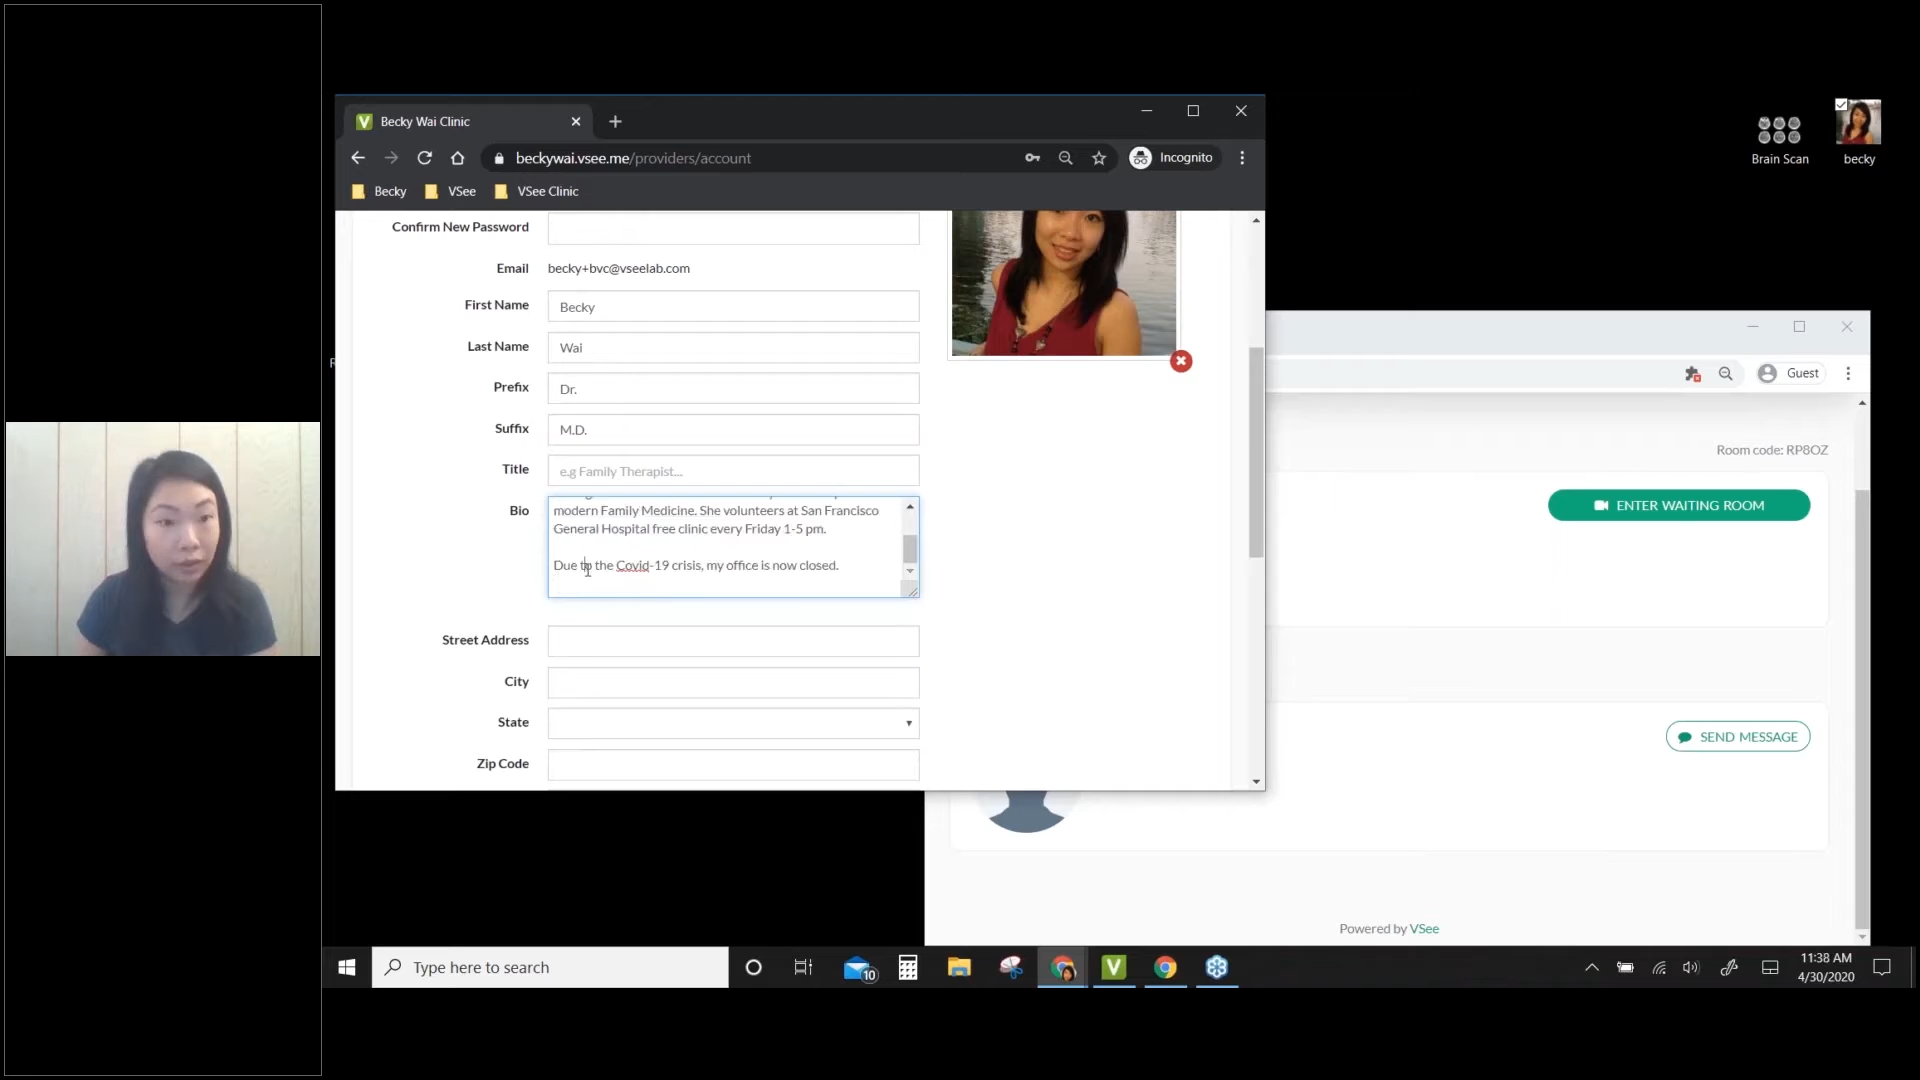 Becky Wai Clinic
beckywai.vsee.me/providers/account
Incognito
Becky
VSee
VSee Clinic
Confirm New Password
Email
becky+bvc@vseelab.com
First Name
Becky
Last Name
Wai
Prefix
Dr.
Suffix
M.D.
Title
e.g Family Therapist...
Bio
modern Family Medicine. She volunteers at San Francisco
General Hospital free clinic every Friday 1-5 pm.
Due to the Covid-19 crisis, my office is now closed.
Street Address
City
State
Zip Code
Brain Scan
becky
Guest
Room code: RP8OZ
ENTER WAITING ROOM
SEND MESSAGE
Powered by VSee
Type here to search
10
V
11:38 AM
4/30/2020